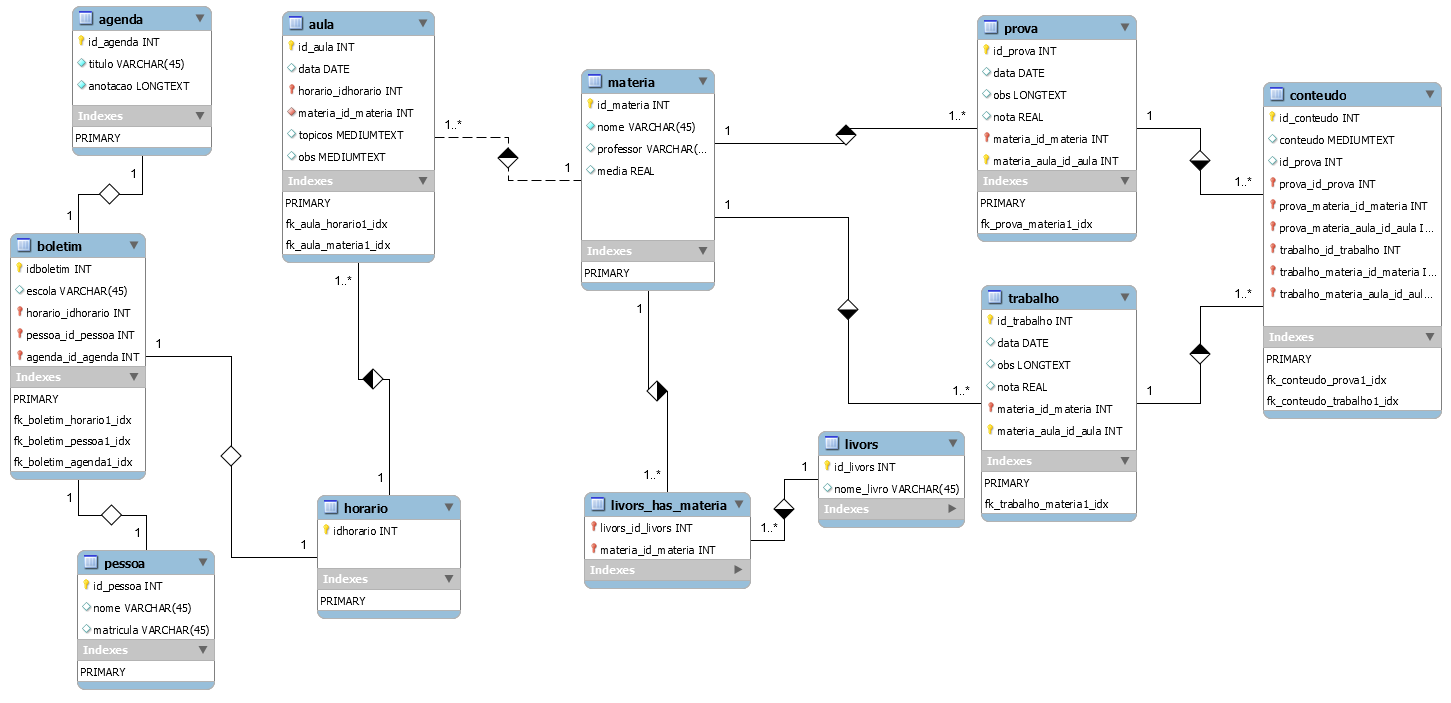 agenda
id_agenda INT
titulo VARCHAR(45)
anotacao LONGTEXT
Indexes
PRIMARY
1
1
boletim
idboletim INT
escola VARCHAR(45)
horario_idhorario INT
pessoa_id_pessoa INT
agenda_id_agenda INT
Indexes
PRIMARY
fk_boletim_horario1_idx
fk_boletim_pessoa1_idx
fk_boletim_agenda1_idx
1
1
1
1
pessoa
id_pessoa INT
nome VARCHAR(45)
matricula VARCHAR(45)
Indexes
PRIMARY
aula
id_aula INT
data DATE
horario_idhorario INT
materia_id_materia INT
topicos MEDIUMTEXT
obs MEDIUMTEXT
Indexes
PRIMARY
fk_aula_horario1_idx
fk_aula_materia1_idx
1..*
1
1..*
1
horario
idhorario INT
Indexes
PRIMARY
materia
id_materia INT
nome VARCHAR(45)
professor VARCHAR(...
media REAL
Indexes
PRIMARY
1
1..*
1
1..*
1
1..*
livors_has_materia
livors_id_livors INT
materia_id_materia INT
Indexes
1..*
1
livors
id_livors INT
nome_livro VARCHAR(45)
Indexes
prova
id_prova INT
data DATE
obs LONGTEXT
nota REAL
materia_id_materia INT
materia_aula_id_aula INT
Indexes
PRIMARY
fk_prova_materia1_idx
1
1..*
trabalho
id_trabalho INT
data DATE
obs LONGTEXT
nota REAL
materia_id_materia INT
materia_aula_id_aula INT
Indexes
PRIMARY
fk_trabalho_materia1_idx
1
1..*
conteudo
id_conteudo INT
conteudo MEDIUMTEXT
id_prova INT
prova_id_prova INT
prova_materia_id_materia INT
prova_materia_aula_id_aula I...
trabalho_id_trabalho INT
trabalho_materia_id_materia I...
trabalho_materia_aula_id_aul...
Indexes
PRIMARY
fk_conteudo_prova1_idx
fk_conteudo_trabalho1_idx